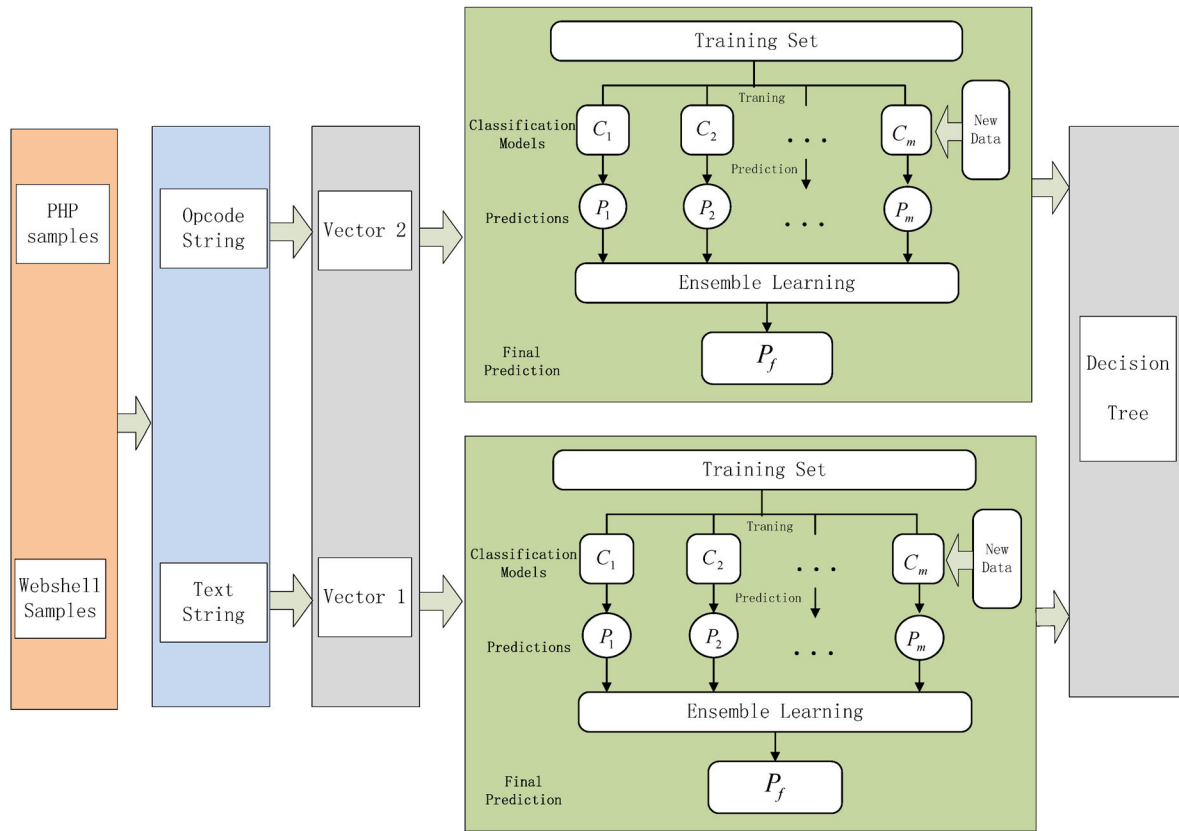 PHP
samples
Webshell
Samples
Opcode
String
Text
String
Vector 2
Vector 1
Training Set
Traning
Classification
Models
C₁
C₂
. . .
Cₘ
New
Data
Prediction
Predictions
P₁
P₂
. . .
Pₘ
Ensemble Learning
Final
Prediction
P_f
Training Set
Traning
Classification
Models
C₁
C₂
. . .
Cₘ
New
Data
Prediction
Predictions
P₁
P₂
. . .
Pₘ
Ensemble Learning
Final
Prediction
P_f
Decision
Tree